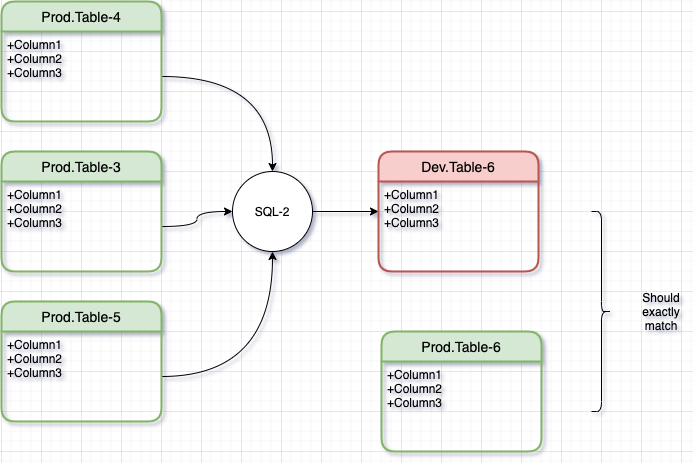 Prod.Table-4
+Column1
+Column2
+Column3
Prod.Table-3
+Column1
+Column2
+Column3
Prod.Table-5
+Column1
+Column2
+Column3
SQL-2
Dev.Table-6
+Column1
+Column2
+Column3
Prod.Table-6
+Column1
+Column2
+Column3
Should
exactly
match